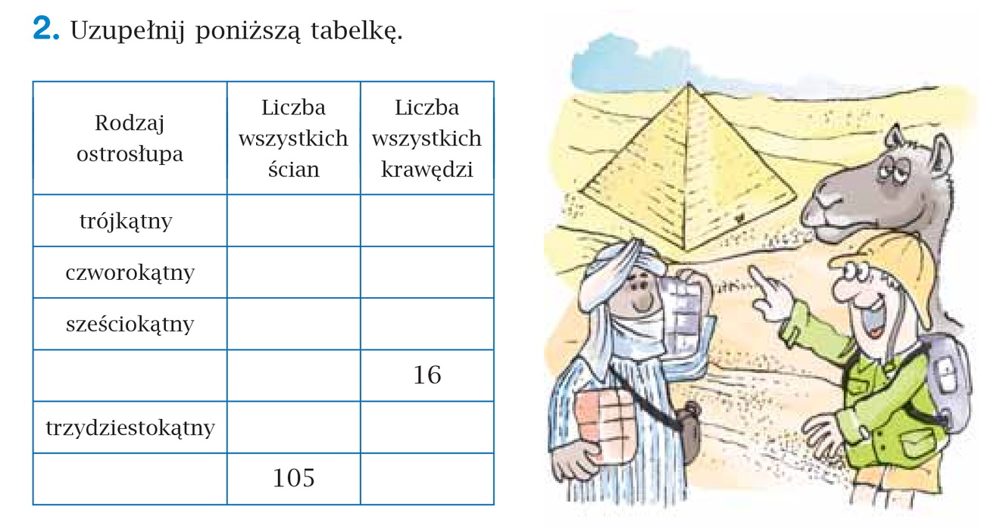 2. Uzupełnij poniższą tabelkę.
Rodzaj
ostrosłupa
Liczba
wszystkich
ścian
Liczba
wszystkich
krawędzi
trójkątny
czworokątny
sześciokątny
16
trzydziestokątny
105